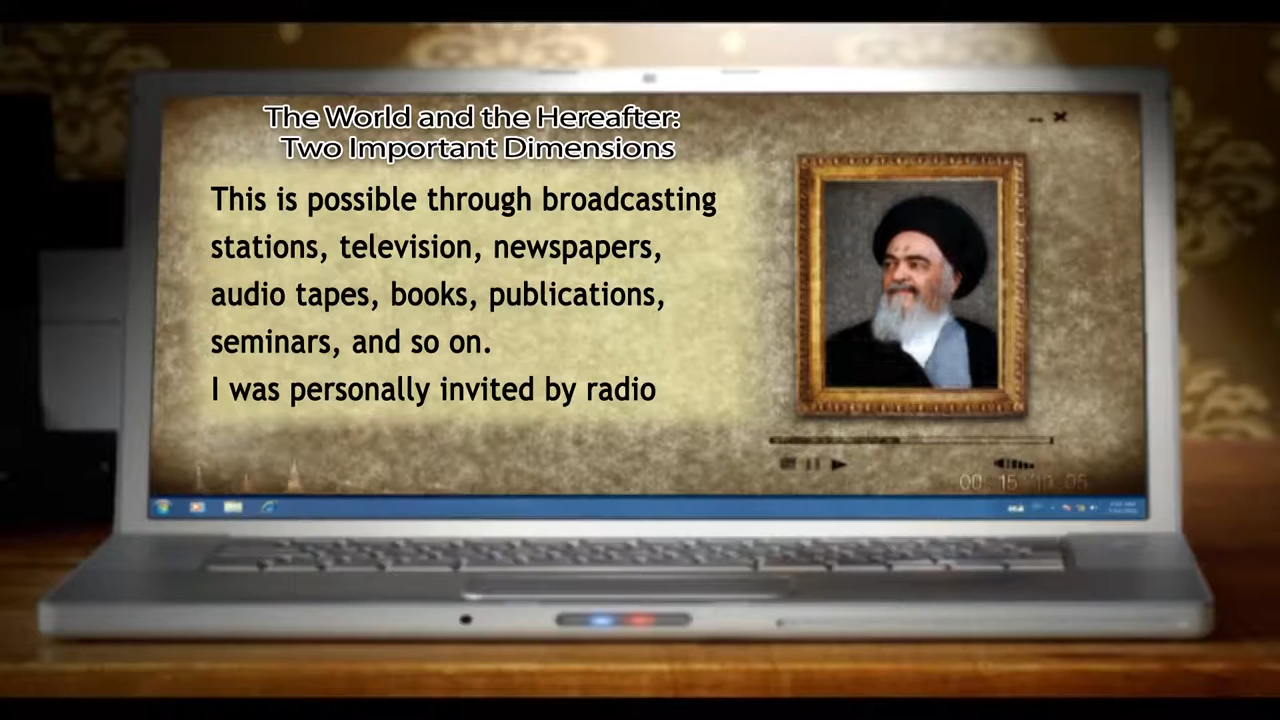 The World and the Hereafter:
Two Important Dimensions
This is possible through broadcasting
stations, television, newspapers,
audio tapes, books, publications,
seminars, and so on.
I was personally invited by radio